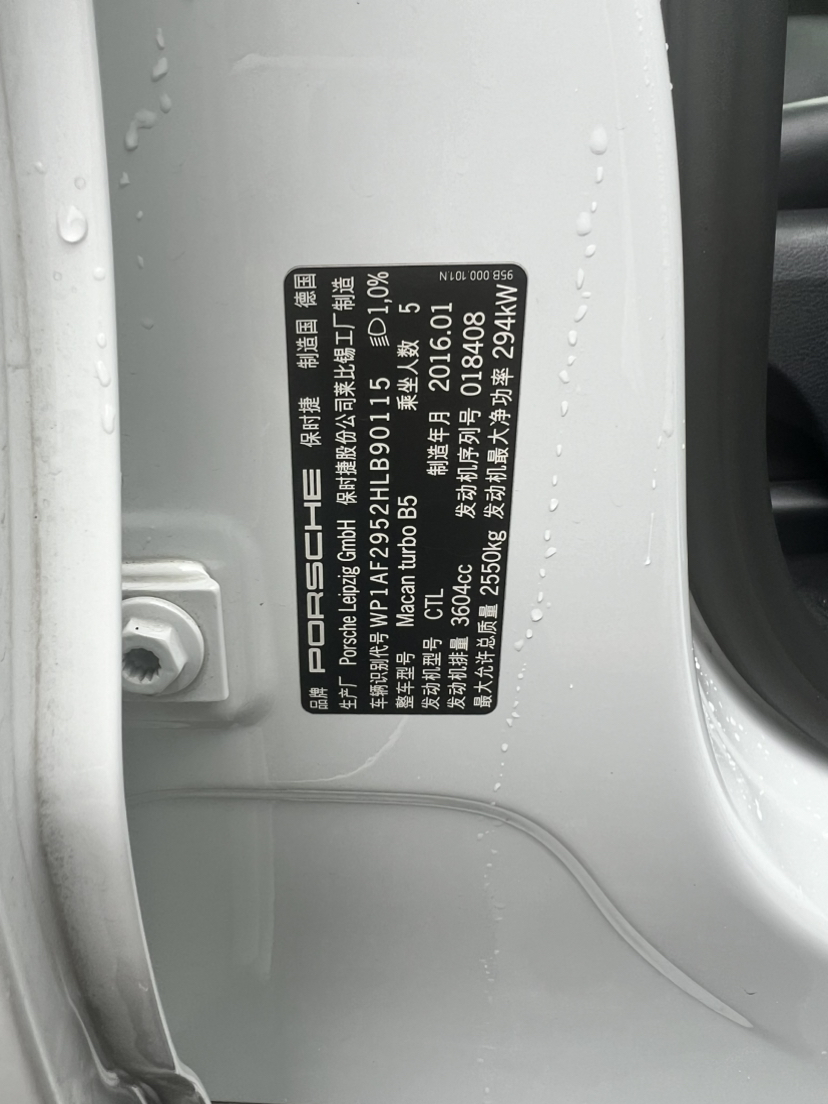 品牌 PORSCHE 保时捷 制造国 德国
生产厂 Porsche Leipzig GmbH 保时捷股份公司莱比锡工厂制造
车辆识别代号 WP1AF2952HLB90115 1,0%
整车型号 Macan turbo B5 乘坐人数 5
发动机型号 CTL 制造年月 2016.01
发动机排量 3604cc 发动机序列号 018408
最大允许总质量 2550kg 发动机最大净功率 294kW
95B 000 101 N